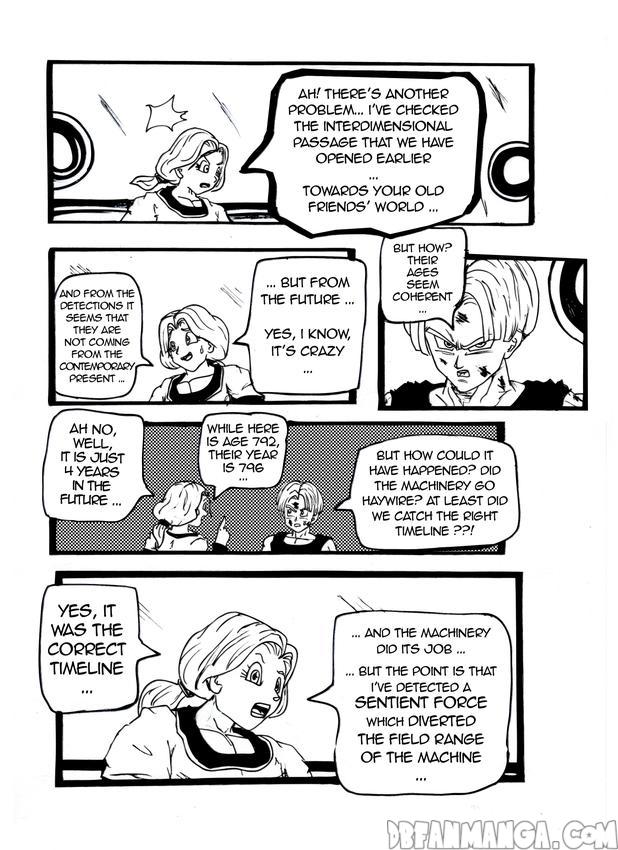 AH! THERE'S ANOTHER
PROBLEM... I'VE CHECKED
THE INTERDIMENSIONAL
PASSAGE THAT WE HAVE
OPENED EARLIER
...
TOWARDS YOUR OLD
FRIENDS' WORLD ...
AND FROM THE
DETECTIONS IT
SEEMS THAT
THEY ARE
NOT COMING
FROM THE
CONTEMPORARY
PRESENT ...
... BUT FROM
THE FUTURE ...
YES, I KNOW,
IT'S CRAZY
...
BUT HOW?
THEIR
AGES
SEEM
COHERENT
...
AH NO,
WELL,
IT IS JUST
4 YEARS
IN THE
FUTURE ...
WHILE HERE
IS AGE 792,
THEIR YEAR
IS 796
...
BUT HOW COULD IT
HAVE HAPPENED? DID
THE MACHINERY GO
HAYWIRE? AT LEAST DID
WE CATCH THE RIGHT
TIMELINE ??!
YES, IT
WAS THE
CORRECT
TIMELINE
...
... AND THE MACHINERY
DID ITS JOB ...
... BUT THE POINT IS THAT
I'VE DETECTED A
SENTIENT FORCE
WHICH DIVERTED
THE FIELD RANGE
OF THE MACHINE
...
DBFANMANGA.COM